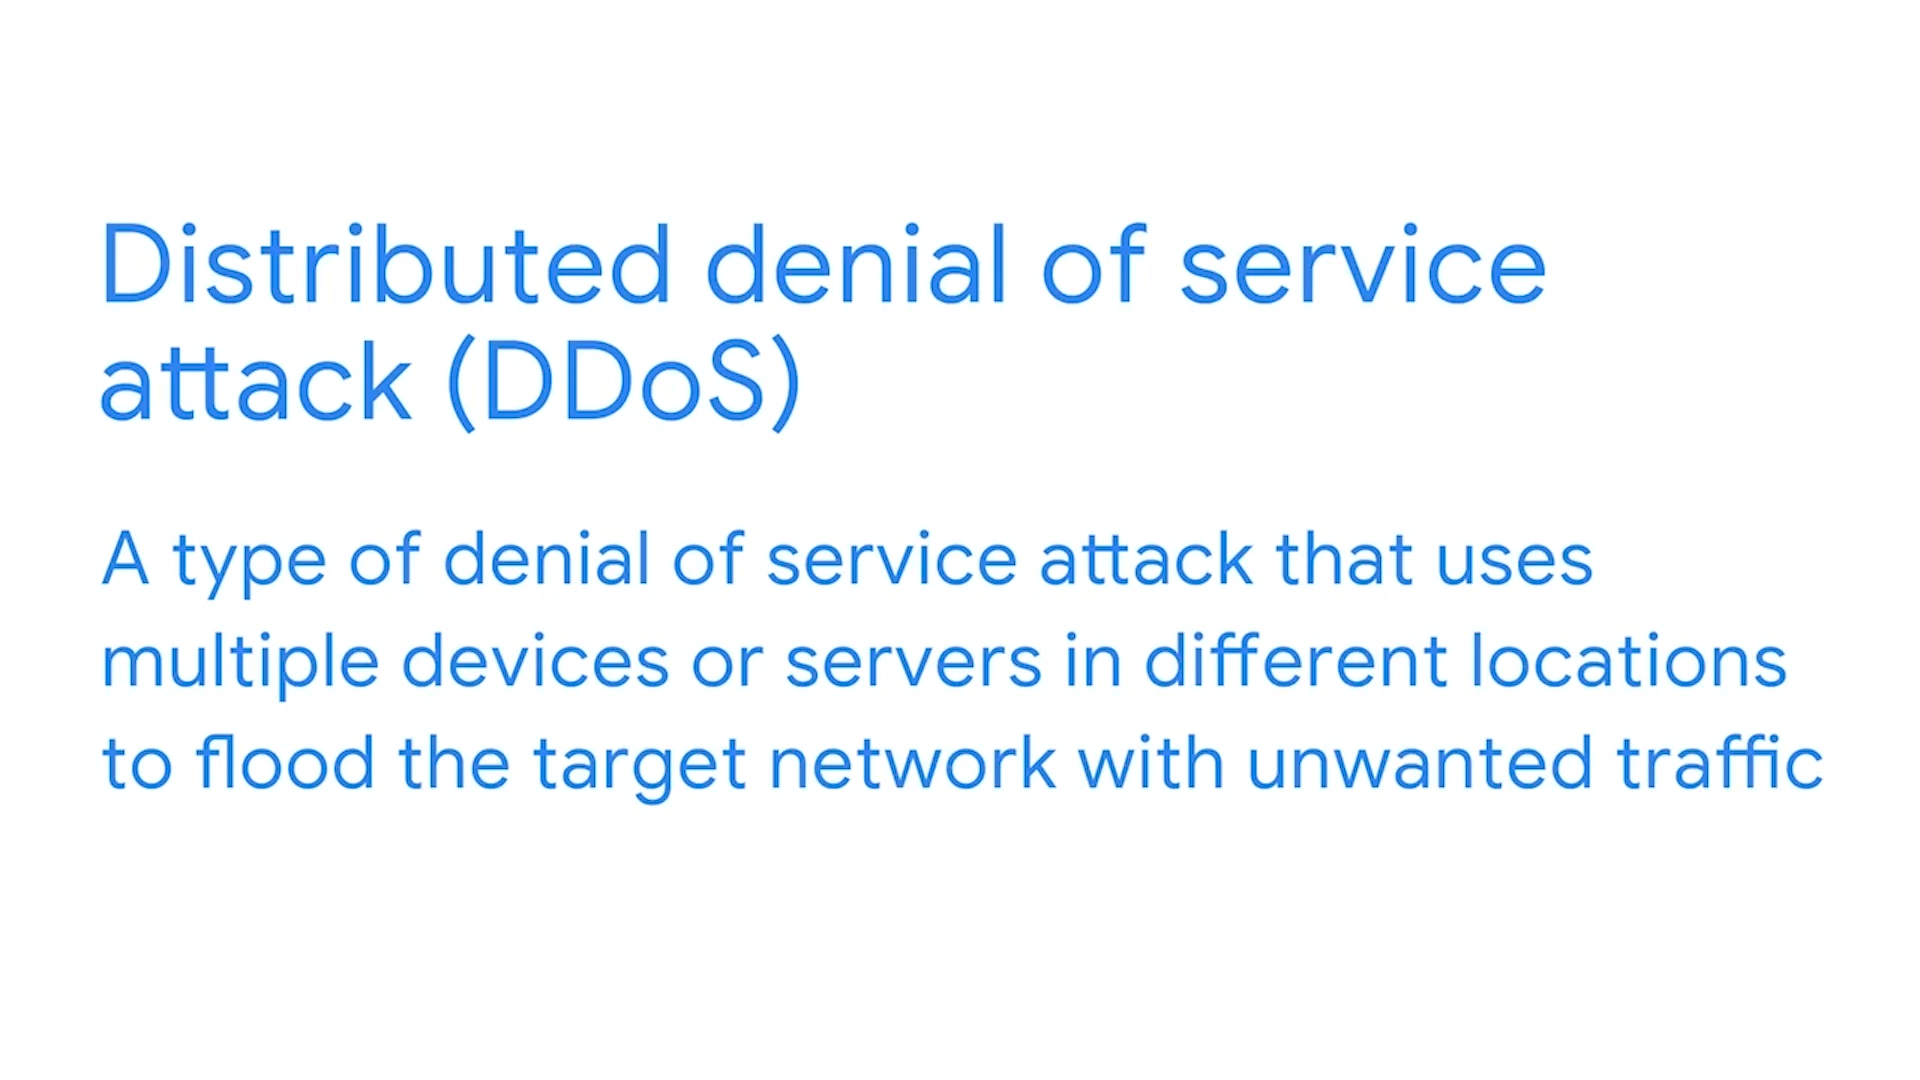 Distributed denial of service
attack (DDoS)
A type of denial of service attack that uses
multiple devices or servers in different locations
to flood the target network with unwanted traffic